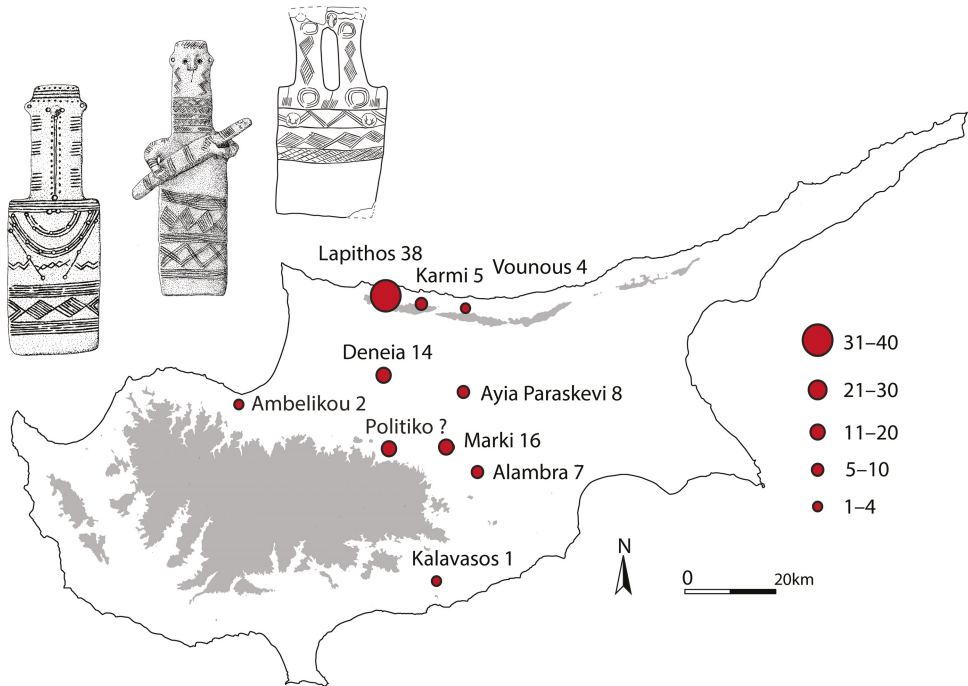 Lapithos 38
Karmi 5
Vounous 4
Deneia 14
Ayia Paraskevi 8
Ambelikou 2
Politiko ?
Marki 16
Alambra 7
Kalavasos 1
31–40
21–30
11–20
5–10
1–4
N
0 20km